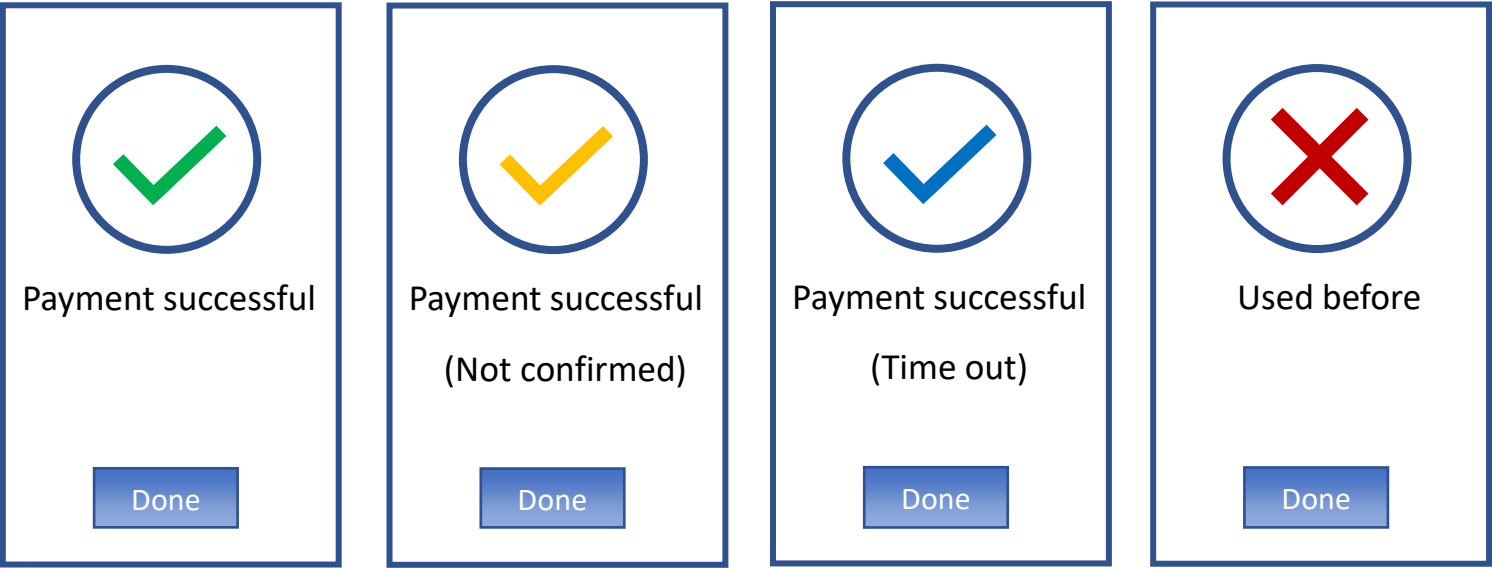 Payment successful
Done
Payment successful
(Not confirmed)
Done
Payment successful
(Time out)
Done
Used before
Done